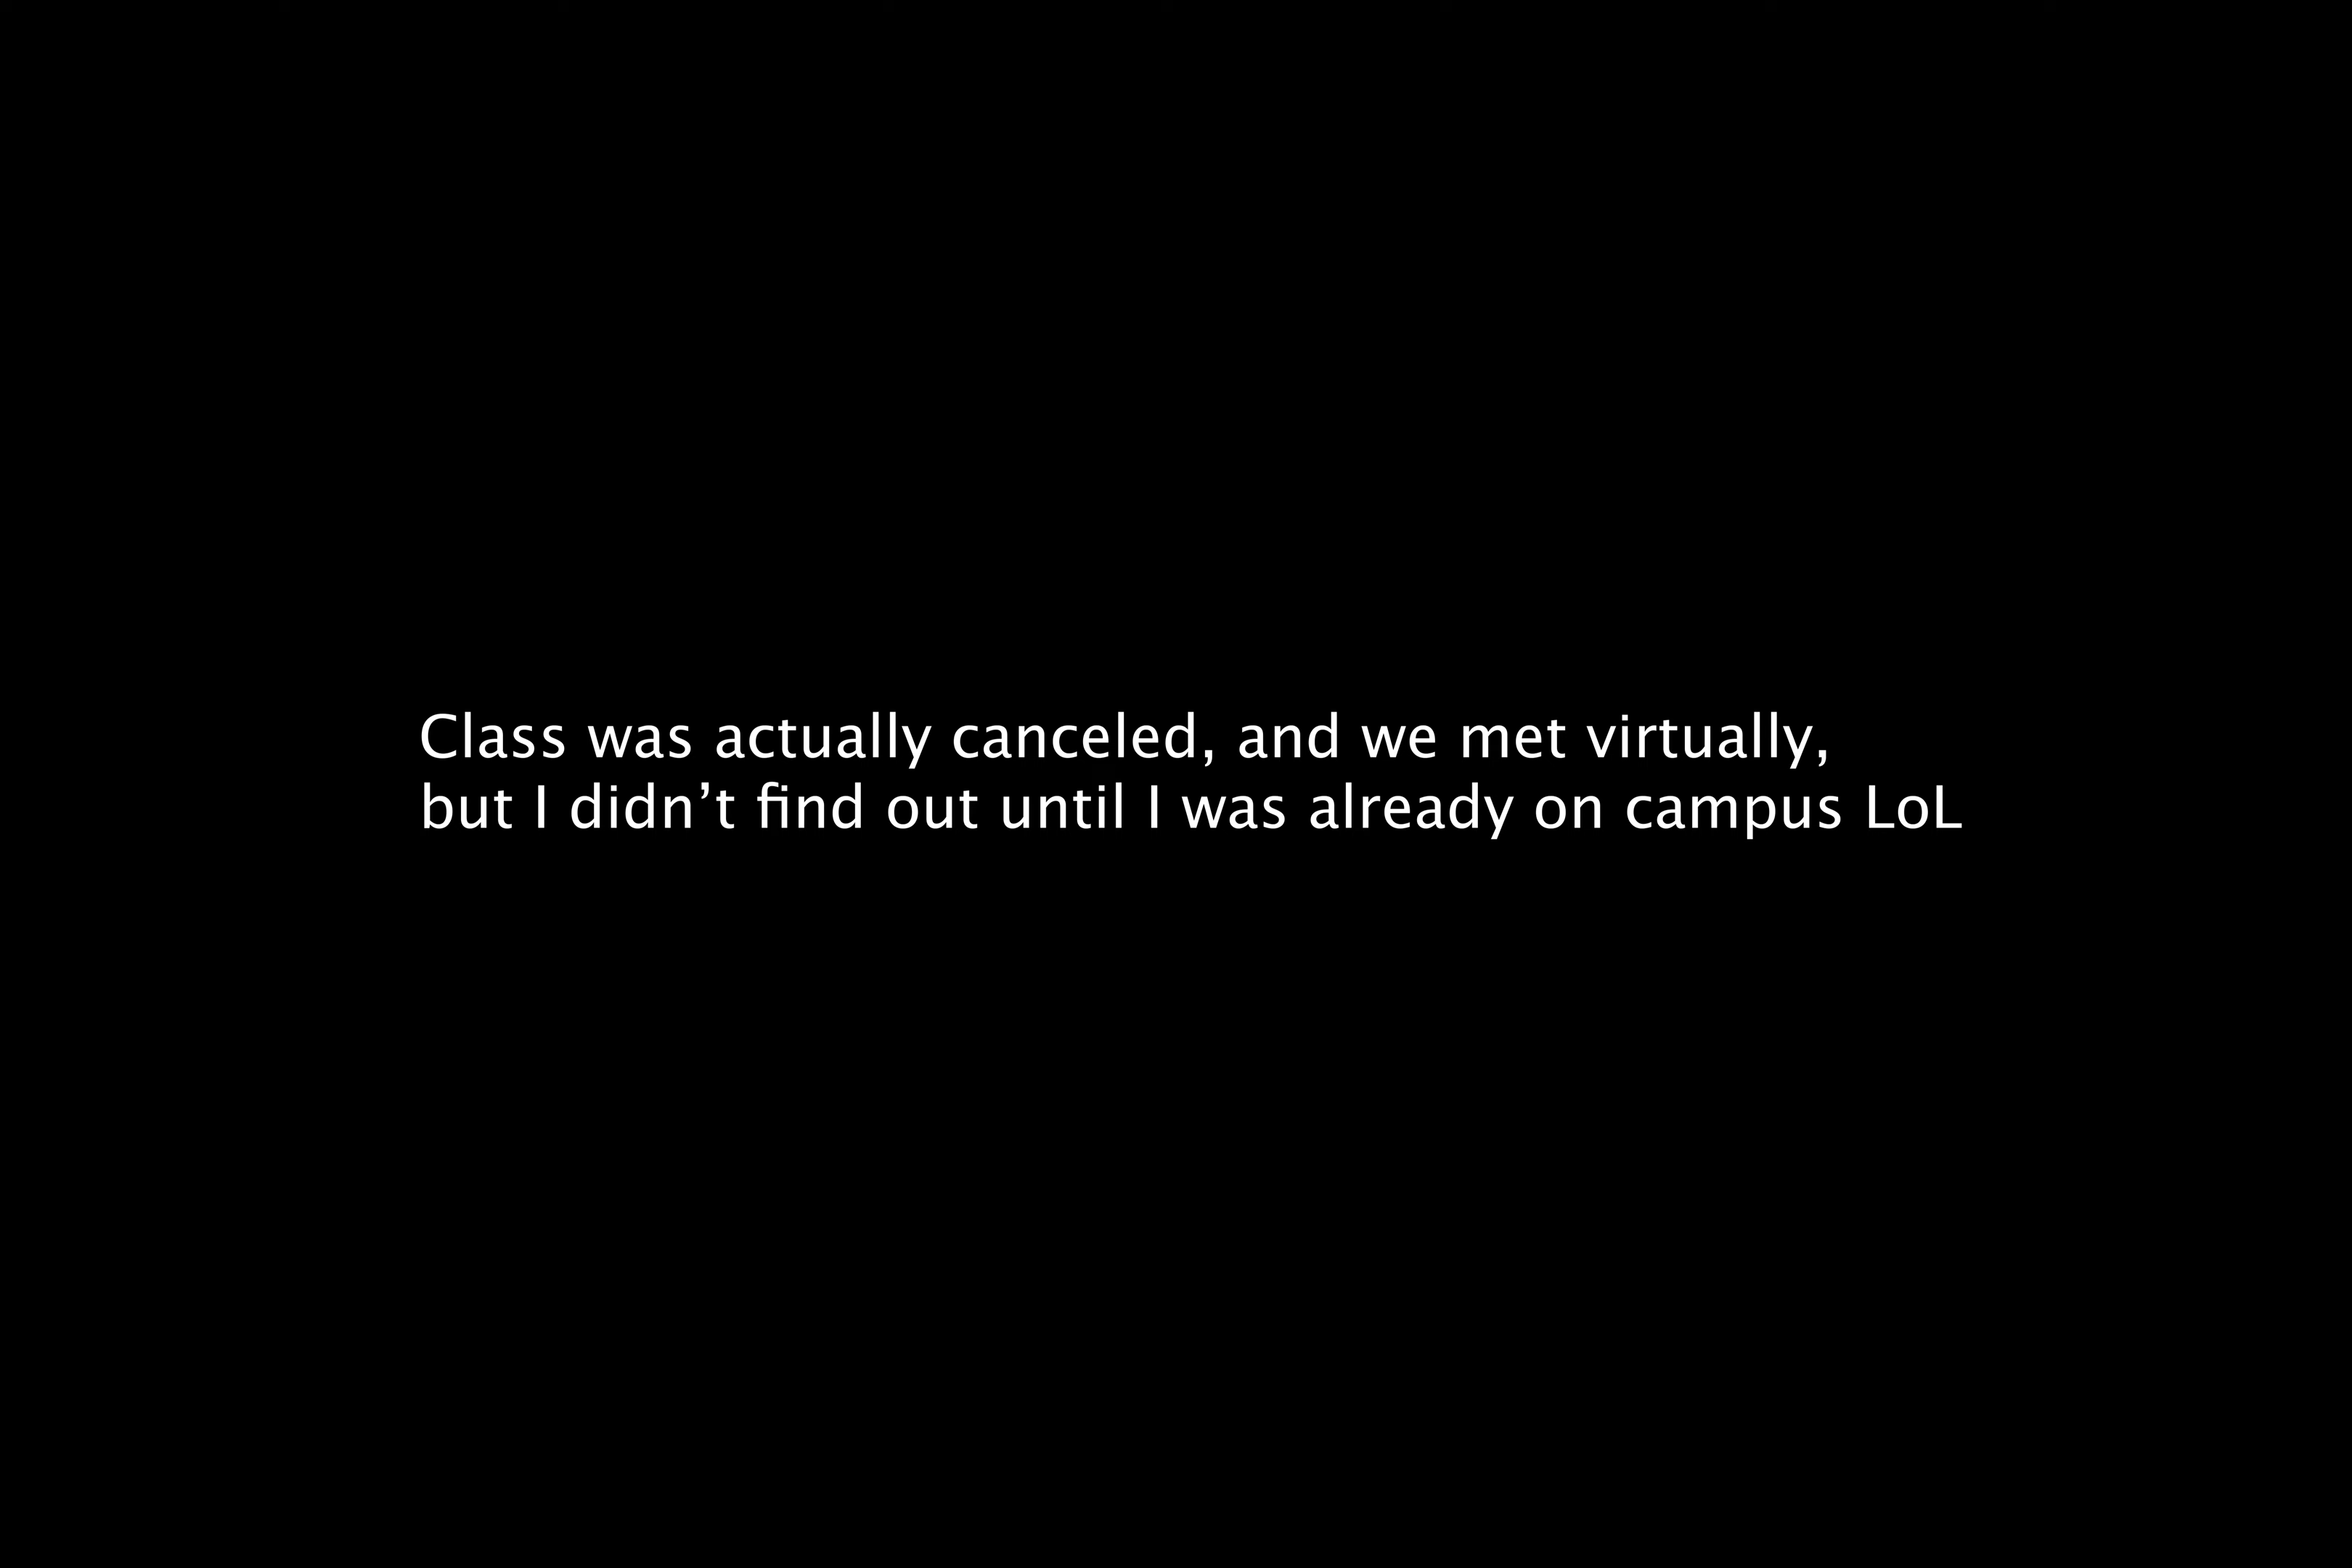 Class was actually canceled, and we met virtually,
but I didn’t find out until I was already on campus LoL